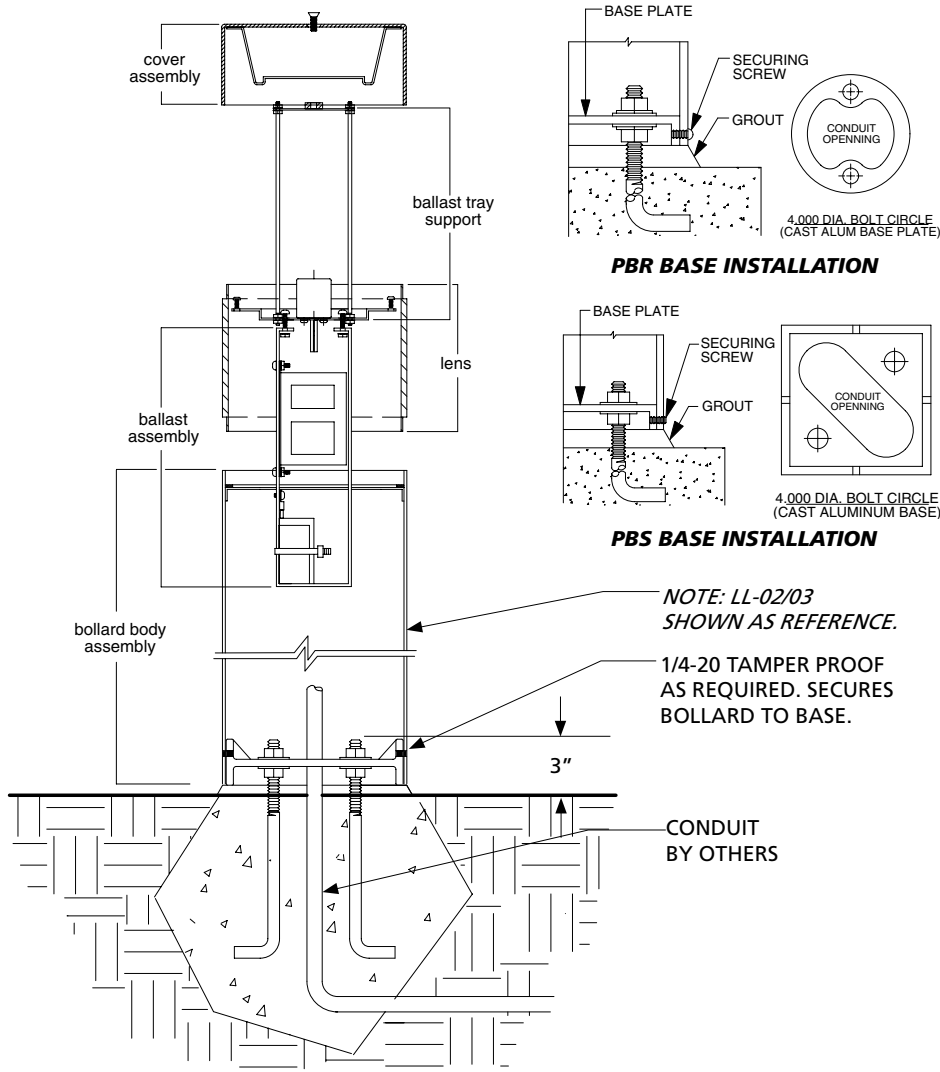 cover
assembly
ballast tray
support
lens
ballast
assembly
bollard body
assembly
BASE PLATE
SECURING
SCREW
GROUT
CONDUIT
OPENNING
4.000 DIA. BOLT CIRCLE
(CAST ALUM BASE PLATE)
PBR BASE INSTALLATION
BASE PLATE
SECURING
SCREW
GROUT
CONDUIT
OPENNING
4.000 DIA. BOLT CIRCLE
(CAST ALUMINUM BASE)
PBS BASE INSTALLATION
NOTE: LL-02/03
SHOWN AS REFERENCE.
1/4-20 TAMPER PROOF
AS REQUIRED. SECURES
BOLLARD TO BASE.
3”
CONDUIT
BY OTHERS